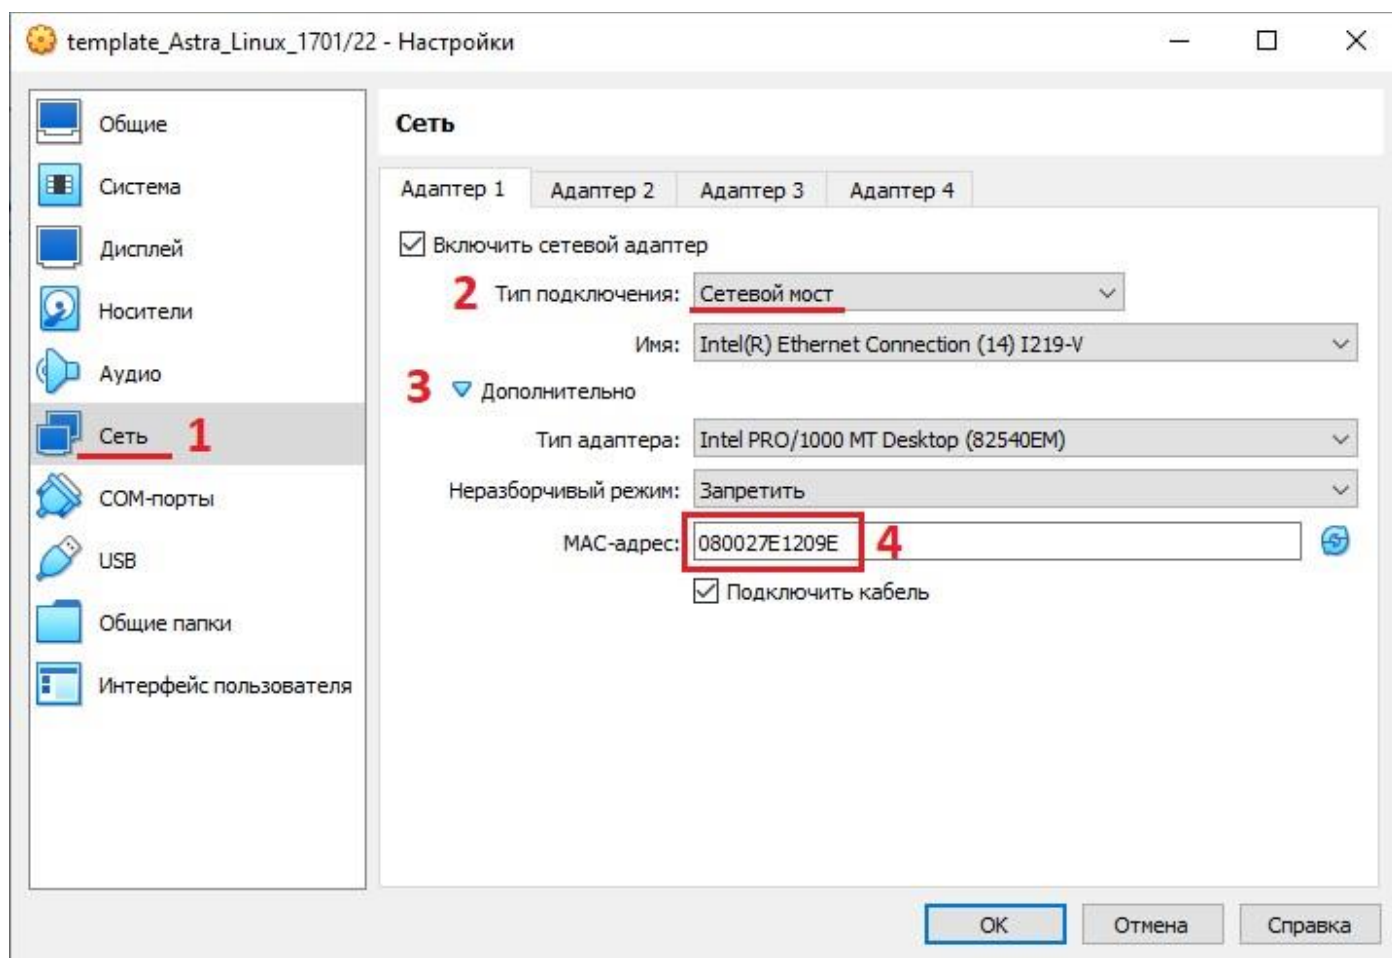 template_Astra_Linux_1701/22 - Настройки
Общие
Система
Дисплей
Носители
Аудио
Сеть 1
COM-порты
USB
Общие папки
Интерфейс пользователя
Сеть
Адаптер 1 Адаптер 2 Адаптер 3 Адаптер 4
Включить сетевой адаптер
2 Тип подключения: Сетевой мост
Имя: Intel(R) Ethernet Connection (14) I219-V
3 Дополнительно
Тип адаптера: Intel PRO/1000 MT Desktop (82540EM)
Неразборчивый режим: Запретить
MAC-адрес: 080027E1209E 4
Подключить кабель
OK Отмена Справка